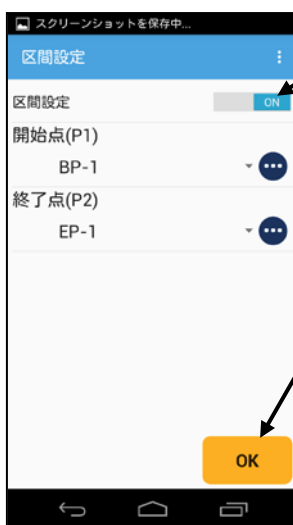 スクリーンショットを保存中...
区間設定
区間設定 ON
開始点(P1)
BP-1
終了点(P2)
EP-1
OK